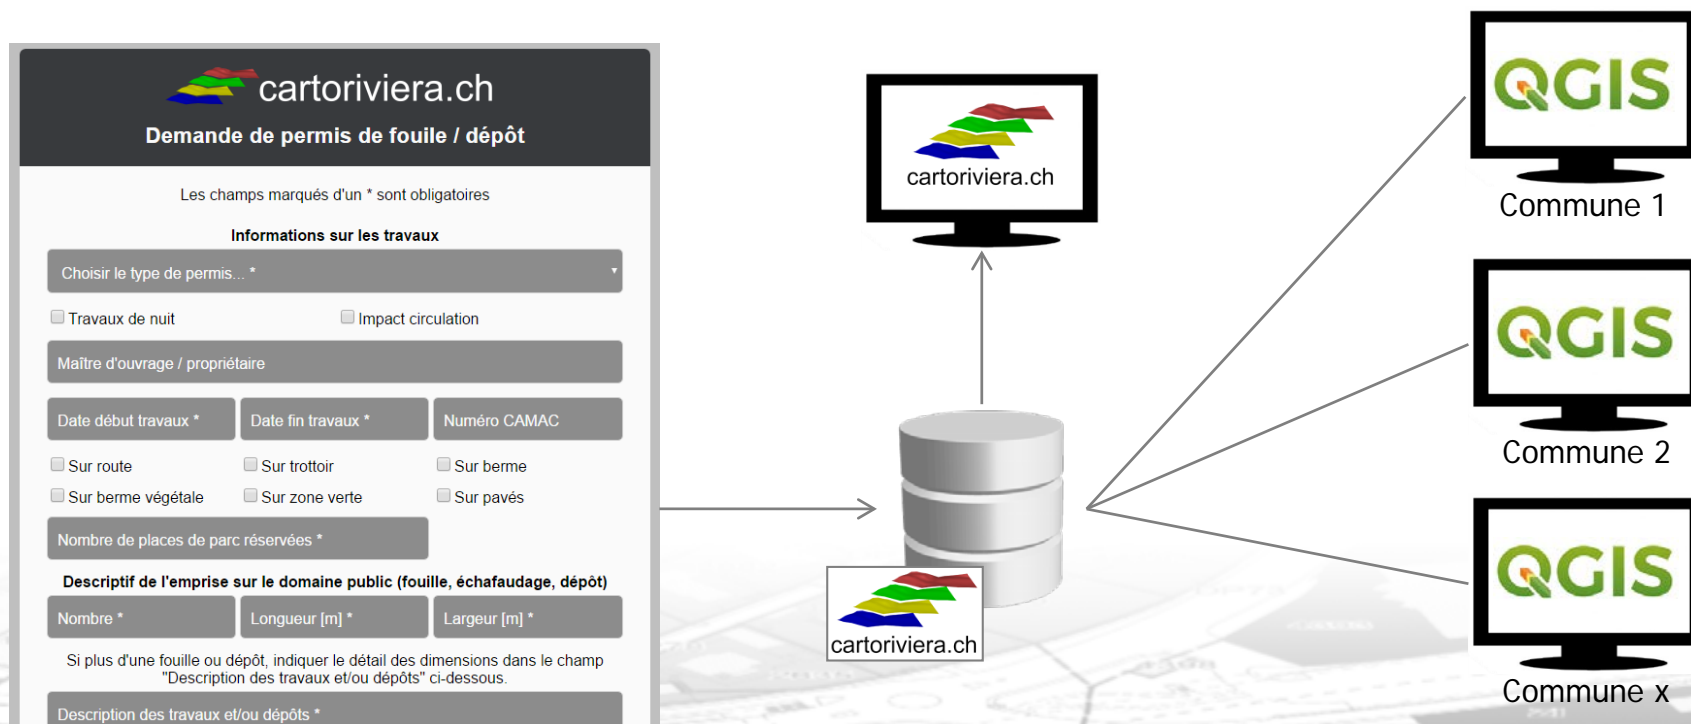 cartoriviera.ch
Demande de permis de fouile / dépôt
Les champs marqués d'un * sont obligatoires
Informations sur les travaux
Choisir le type de permis... *
Travaux de nuit
Impact circulation
Maître d'ouvrage / propriétaire
Date début travaux *
Date fin travaux *
Numéro CAMAC
Sur route
Sur trottoir
Sur berme
Sur berme végétale
Sur zone verte
Sur pavés
Nombre de places de parc réservées *
Descriptif de l'emprise sur le domaine public (fouille, échafaudage, dépôt)
Nombre *
Longueur [m] *
Largeur [m] *
Si plus d'une fouille ou dépôt, indiquer le détail des dimensions dans le champ
"Description des travaux et/ou dépôts" ci-dessous.
Description des travaux et/ou dépôts *
cartoriviera.ch
cartoriviera.ch
QGIS
Commune 1
QGIS
Commune 2
QGIS
Commune x